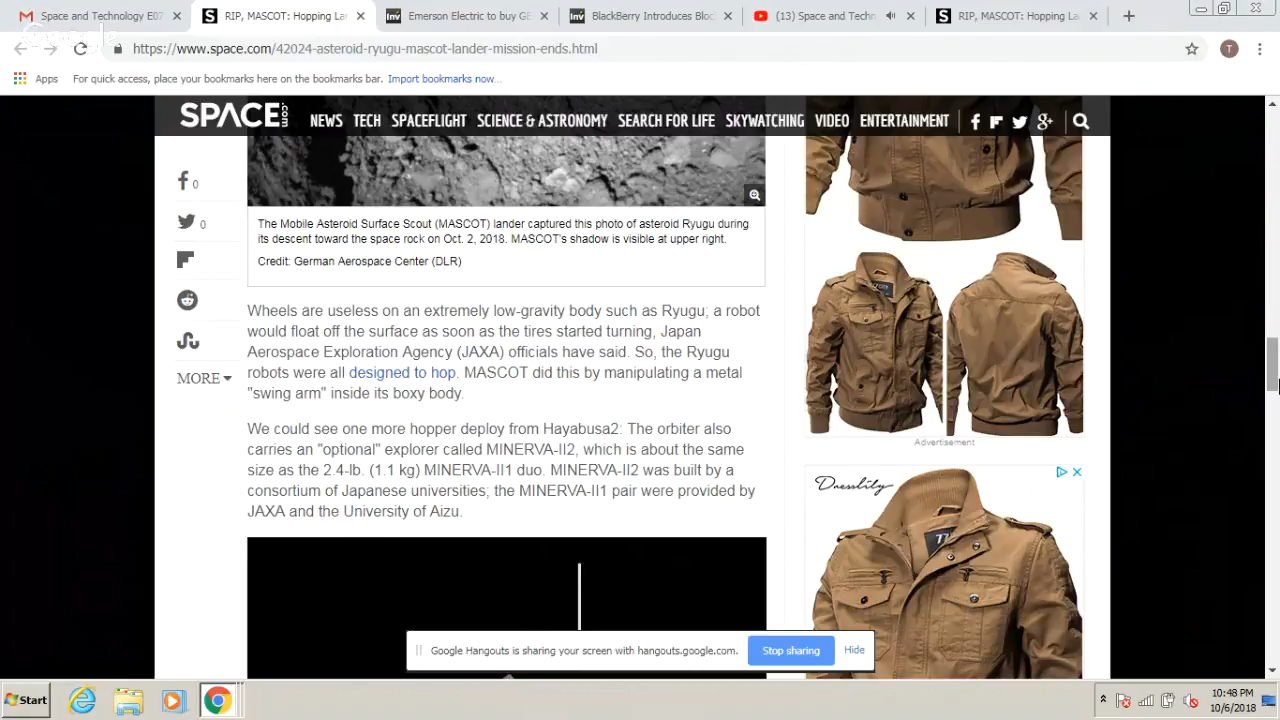 Space and Technology E07
RIP, MASCOT: Hopping La
Emerson Electric to buy GE
BlackBerry Introduces Bloc
(13) Space and Techn
RIP, MASCOT: Hopping La
https://www.space.com/42024-asteroid-ryugu-mascot-lander-mission-ends.html
T
Apps For quick access, place your bookmarks here on the bookmarks bar. Import bookmarks now...
SPACE.com NEWS TECH SPACEFLIGHT SCIENCE & ASTRONOMY SEARCH FOR LIFE SKYWATCHING VIDEO ENTERTAINMENT
0
0
MORE
The Mobile Asteroid Surface Scout (MASCOT) lander captured this photo of asteroid Ryugu during
its descent toward the space rock on Oct. 2, 2018. MASCOT's shadow is visible at upper right.
Credit: German Aerospace Center (DLR)
Wheels are useless on an extremely low-gravity body such as Ryugu; a robot
would float off the surface as soon as the tires started turning, Japan
Aerospace Exploration Agency (JAXA) officials have said. So, the Ryugu
robots were all designed to hop. MASCOT did this by manipulating a metal
"swing arm" inside its boxy body.
We could see one more hopper deploy from Hayabusa2: The orbiter also
carries an "optional" explorer called MINERVA-II2, which is about the same
size as the 2.4-lb. (1.1 kg) MINERVA-II1 duo. MINERVA-II2 was built by a
consortium of Japanese universities; the MINERVA-II1 pair were provided by
JAXA and the University of Aizu.
Advertisement
Dresslily
Google Hangouts is sharing your screen with hangouts.google.com. Stop sharing Hide
Start
10:48 PM
10/6/2018